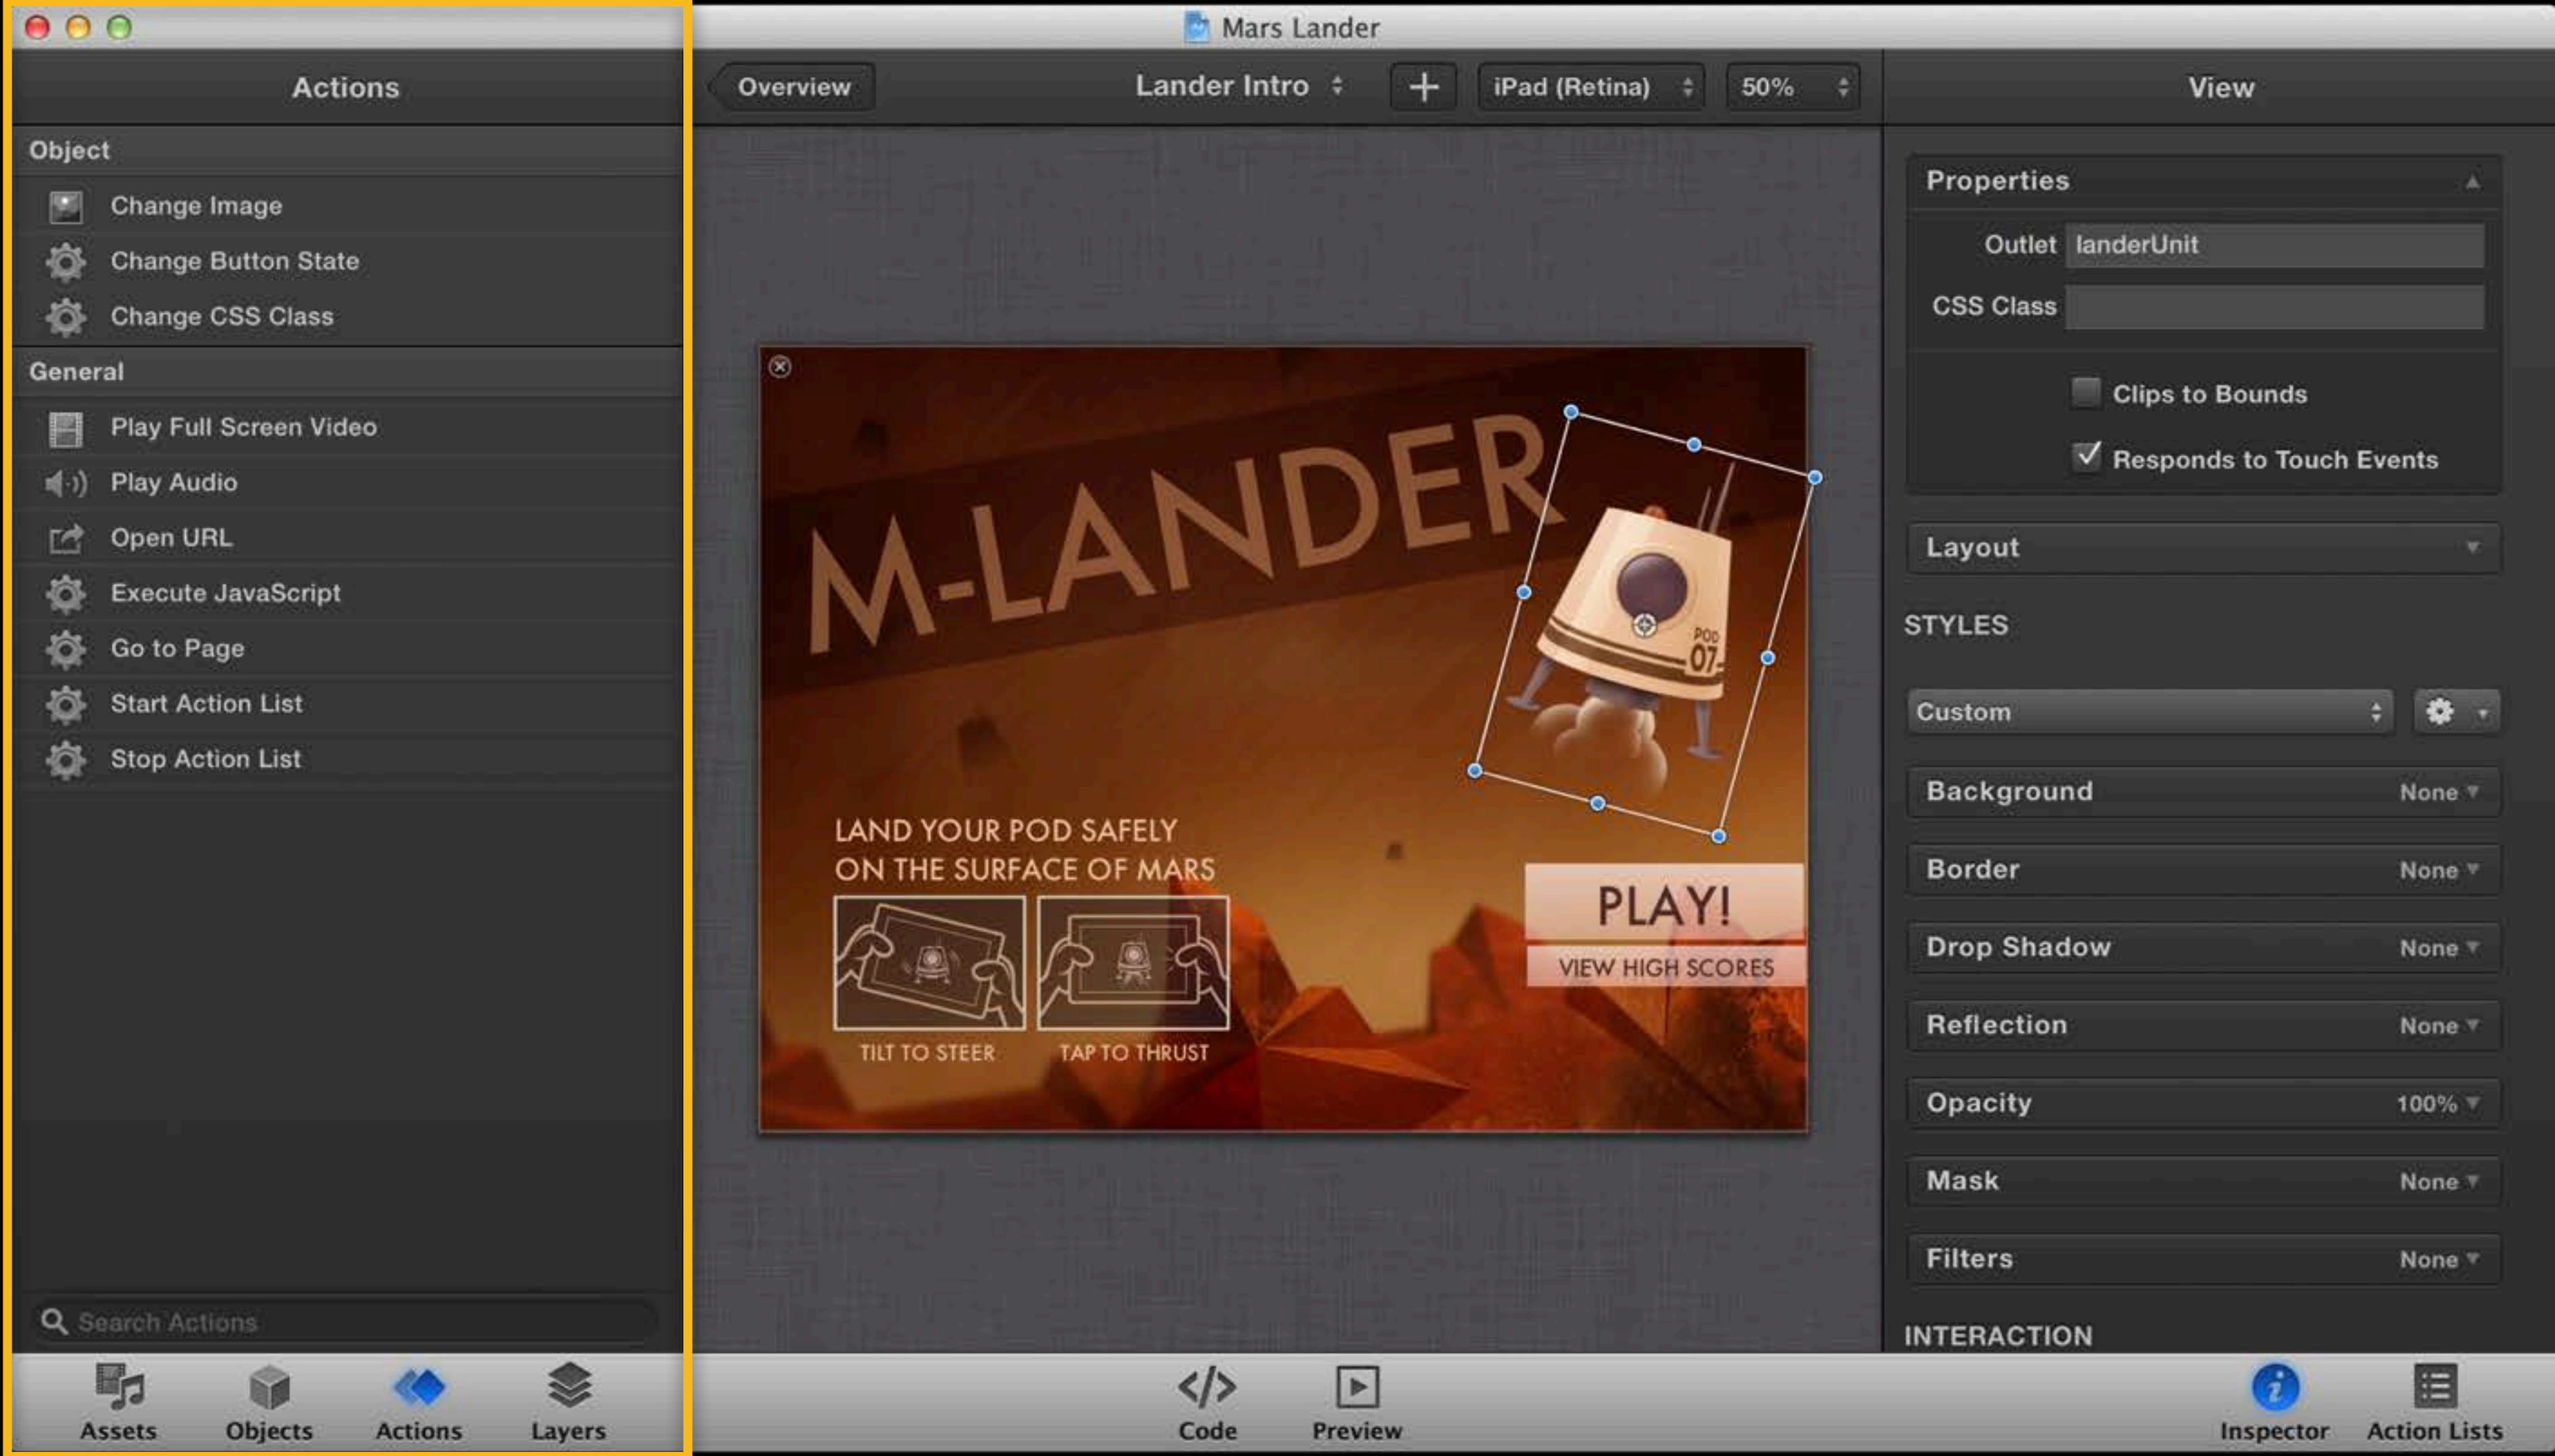 Mars Lander
Actions
Object
Change Image
Change Button State
Change CSS Class
General
Play Full Screen Video
Play Audio
Open URL
Execute JavaScript
Go to Page
Start Action List
Stop Action List
Search Actions
Assets
Objects
Actions
Layers
Overview
Lander Intro
iPad (Retina)
50%
M-LANDER
POD
07
LAND YOUR POD SAFELY
ON THE SURFACE OF MARS
TILT TO STEER
TAP TO THRUST
PLAY!
VIEW HIGH SCORES
Code
Preview
View
Properties
Outlet landerUnit
CSS Class
Clips to Bounds
Responds to Touch Events
Layout
STYLES
Custom
Background None
Border None
Drop Shadow None
Reflection None
Opacity 100%
Mask None
Filters None
INTERACTION
Inspector
Action Lists